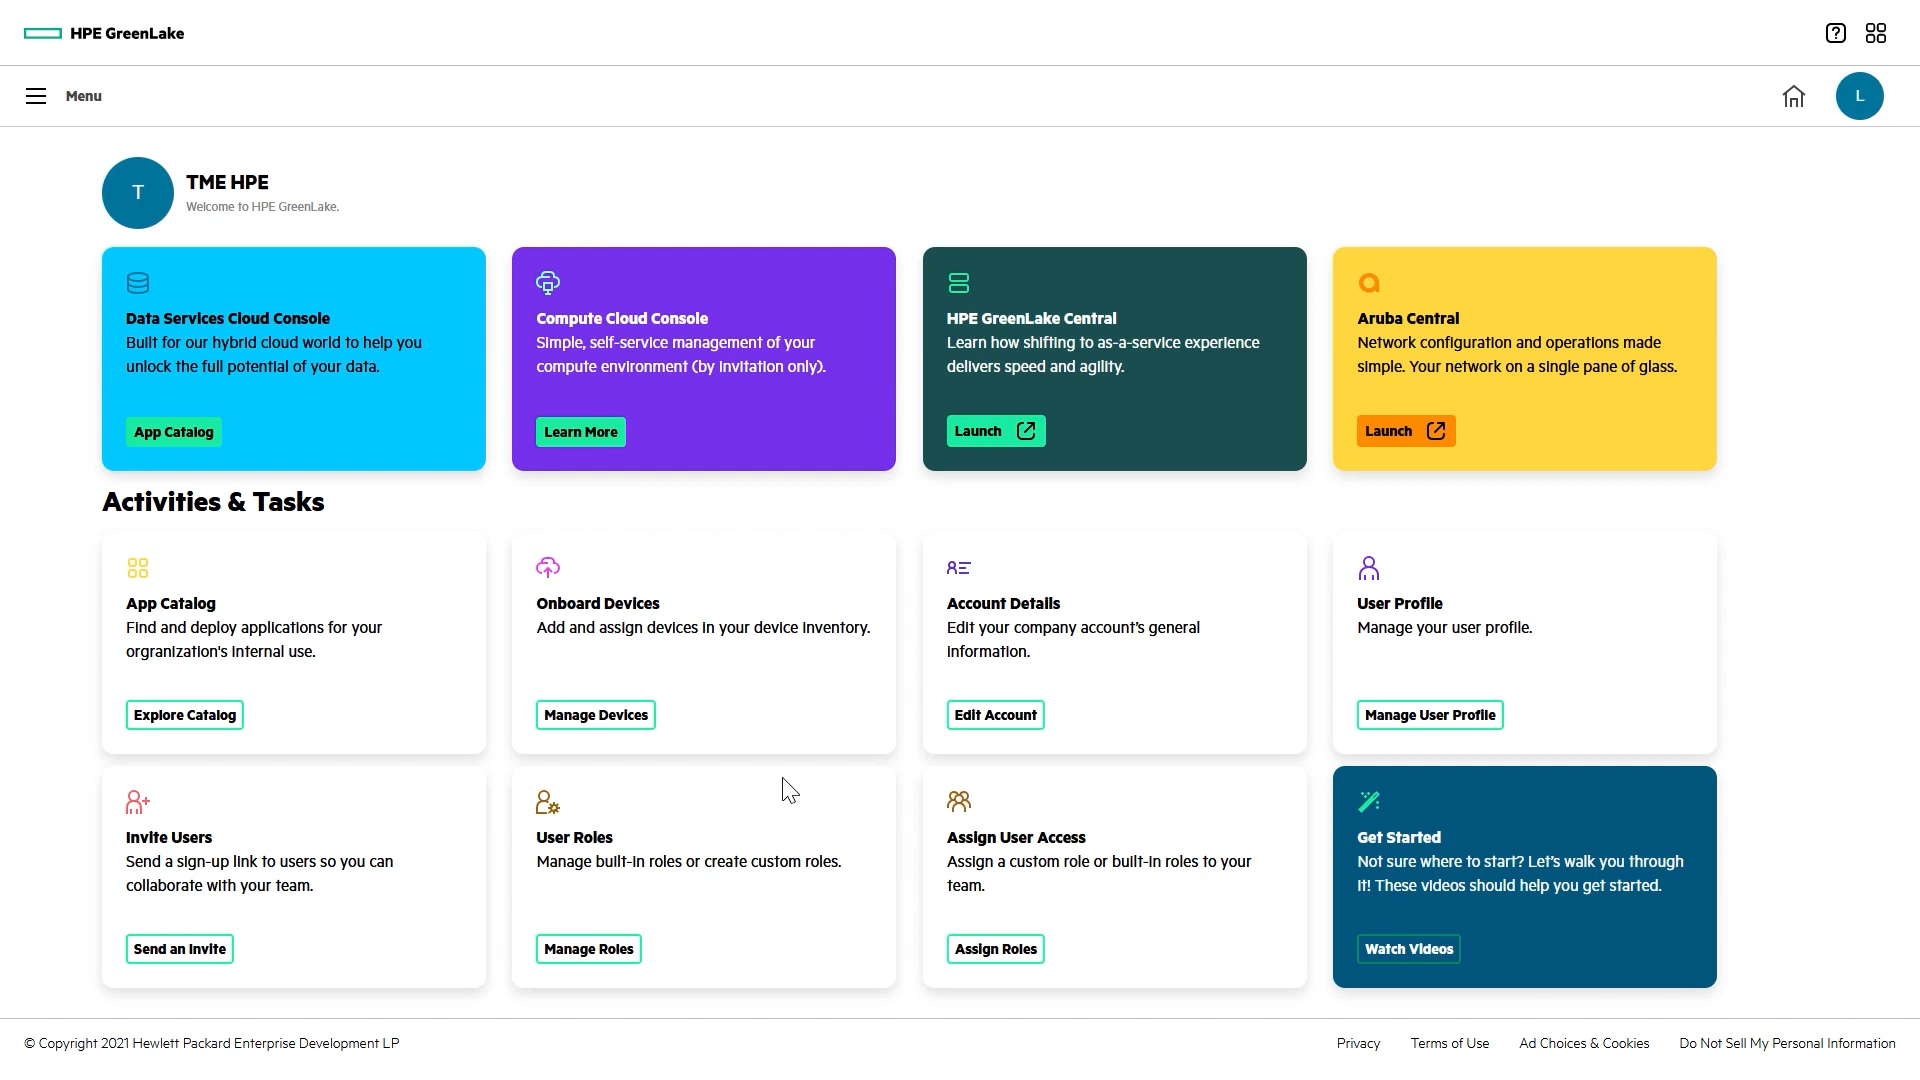 HPE GreenLake
Menu
L
T
TME HPE
Welcome to HPE GreenLake.
Data Services Cloud Console
Built for our hybrid cloud world to help you
unlock the full potential of your data.
App Catalog
Compute Cloud Console
Simple, self-service management of your
compute environment (by invitation only).
Learn More
HPE GreenLake Central
Learn how shifting to as-a-service experience
delivers speed and agility.
Launch
Aruba Central
Network configuration and operations made
simple. Your network on a single pane of glass.
Launch
Activities & Tasks
App Catalog
Find and deploy applications for your
orgranization's internal use.
Explore Catalog
Onboard Devices
Add and assign devices in your device inventory.
Manage Devices
Account Details
Edit your company account's general
information.
Edit Account
User Profile
Manage your user profile.
Manage User Profile
Invite Users
Send a sign-up link to users so you can
collaborate with your team.
Send an Invite
User Roles
Manage built-in roles or create custom roles.
Manage Roles
Assign User Access
Assign a custom role or built-in roles to your
team.
Assign Roles
Get Started
Not sure where to start? Let's walk you through
it! These videos should help you get started.
Watch Videos
© Copyright 2021 Hewlett Packard Enterprise Development LP
Privacy
Terms of Use
Ad Choices & Cookies
Do Not Sell My Personal Information